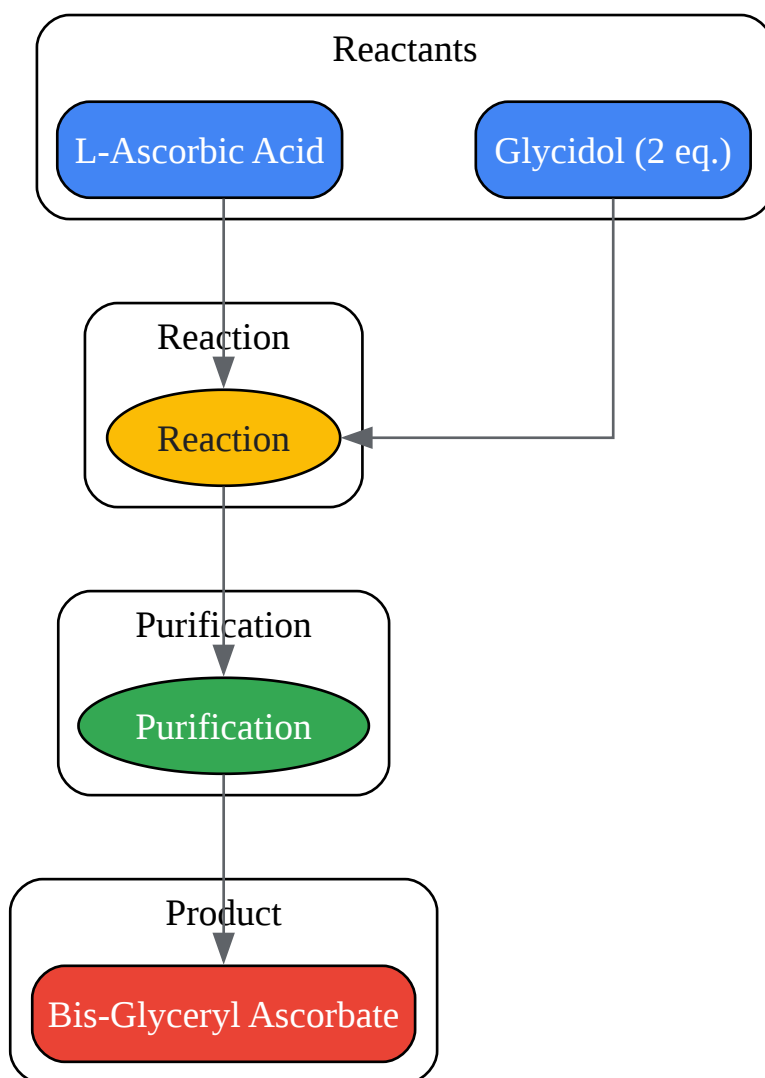 Reactants
L-Ascorbic Acid
Glycidol (2 eq.)
Reaction
Reaction
Purification
Purification
Product
Bis-Glyceryl Ascorbate